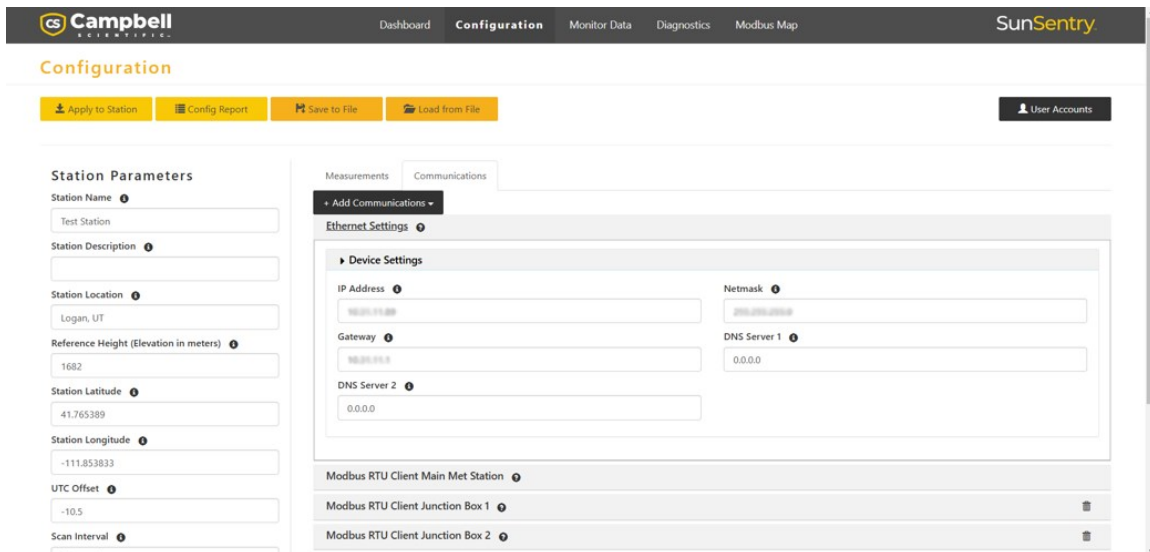 CS Campbell
SCIENTIFIC
Dashboard Configuration Monitor Data Diagnostics Modbus Map
SunSentry
Configuration
Apply to Station Config Report Save to File Load from File User Accounts
Station Parameters
Station Name
Test Station
Station Description
Station Location
Logan, UT
Reference Height (Elevation in meters)
1682
Station Latitude
41.765389
Station Longitude
-111.853833
UTC Offset
-10.5
Scan Interval
Measurements Communications
+ Add Communications
Ethernet Settings
Device Settings
IP Address Netmask
Gateway DNS Server 1
0.0.0.0
DNS Server 2
0.0.0.0
Modbus RTU Client Main Met Station
Modbus RTU Client Junction Box 1
Modbus RTU Client Junction Box 2